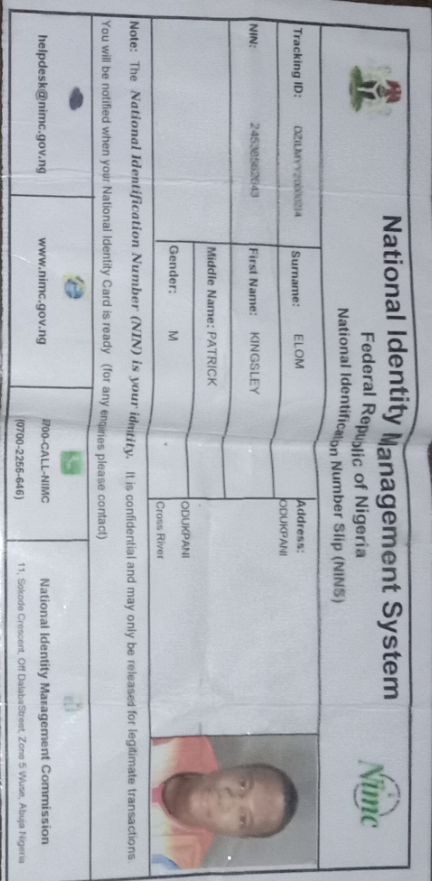 National Identity Management System
Federal Republic of Nigeria
National Identification Number Slip (NINS)
Nimc
Tracking ID:
Surname: ELOM
Address:
ODUKPANI
NIN:
First Name: KINGSLEY
Middle Name: PATRICK
ODUKPANI
Gender: M
Cross River
Note: The National Identification Number (NIN) is your identity. It is confidential and may only be released for legitimate transactions.
You will be notified when your National Identity Card is ready (for any enquiries please contact)
helpdesk@nimc.gov.ng
www.nimc.gov.ng
0700-CALL-NIMC
(0700-2255-646)
National Identity Management Commission
11, Sokode Crescent, Off Dalaba Street, Zone 5 Wuse, Abuja Nigeria